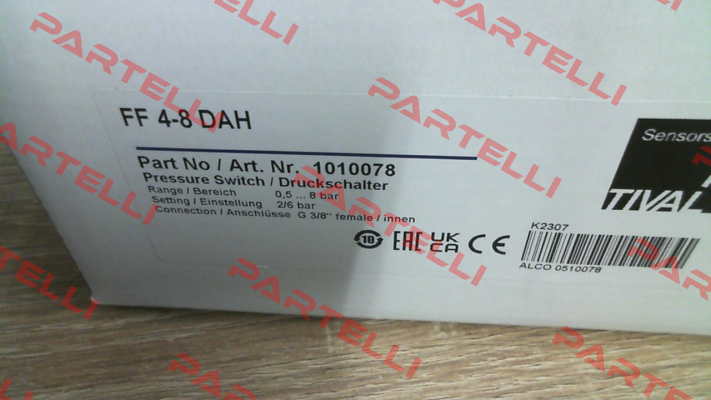 FF 4-8 DAH
Part No / Art. Nr. 1010078
Pressure Switch / Druckschalter
Range / Bereich 0,5 ... 8 bar
Setting / Einstellung 2/6 bar
Connection / Anschlüsse G 3/8" female / innen
Sensors
TIVAL
10 EAC UK CA CE
K2307
ALCO 0510078
PARTELLI
PARTELLI
PARTELLI
PARTELLI
PARTELLI
PARTELLI
PARTELLI
PARTELLI
PARTELLI